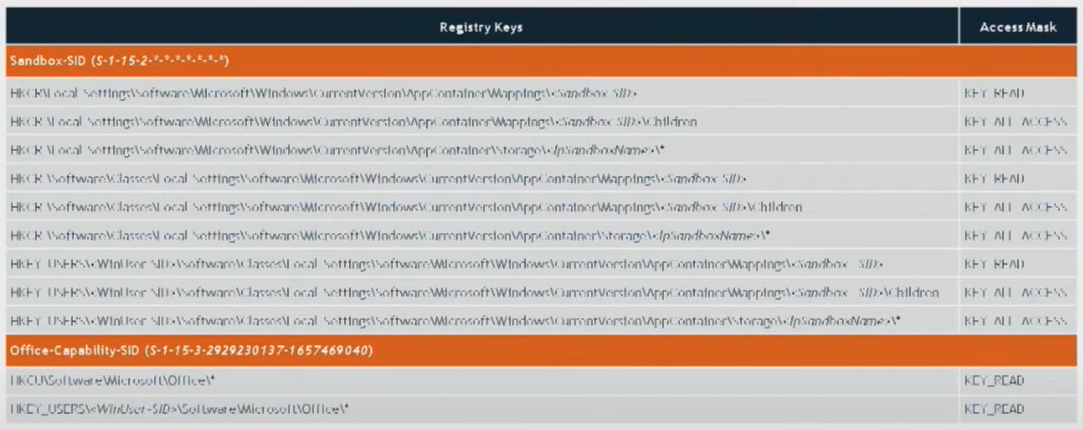 Registry Keys Access Mask
Sandbox-SID (S-1-15-2-*-*-*-*-*-*-*)
HKCR\Local Settings\Software\Microsoft\Windows\CurrentVersion\AppContainer\Mappings\<Sandbox SID> KEY_READ
HKCR\Local Settings\Software\Microsoft\Windows\CurrentVersion\AppContainer\Mappings\<Sandbox SID>\Children KEY_ALL_ACCESS
HKCR\Local Settings\Software\Microsoft\Windows\CurrentVersion\AppContainer\Storage\<lpSandboxName>\* KEY_ALL_ACCESS
HKCR\Software\Classes\Local Settings\Software\Microsoft\Windows\CurrentVersion\AppContainer\Mappings\<Sandbox SID> KEY_READ
HKCR\Software\Classes\Local Settings\Software\Microsoft\Windows\CurrentVersion\AppContainer\Mappings\<Sandbox SID>\Children KEY_ALL_ACCESS
HKCR\Software\Classes\Local Settings\Software\Microsoft\Windows\CurrentVersion\AppContainer\Storage\<lpSandboxName>\* KEY_ALL_ACCESS
HKEY_USERS\<WinUser-SID>\Software\Classes\Local Settings\Software\Microsoft\Windows\CurrentVersion\AppContainer\Mappings\<Sandbox SID> KEY_READ
HKEY_USERS\<WinUser-SID>\Software\Classes\Local Settings\Software\Microsoft\Windows\CurrentVersion\AppContainer\Mappings\<Sandbox SID>\Children KEY_ALL_ACCESS
HKEY_USERS\<WinUser-SID>\Software\Classes\Local Settings\Software\Microsoft\Windows\CurrentVersion\AppContainer\Storage\<lpSandboxName>\* KEY_ALL_ACCESS
Office-Capability-SID (S-1-15-3-2929230137-1657469040)
HKCU\Software\Microsoft\Office\* KEY_READ
HKEY_USERS\<WinUser-SID>\Software\Microsoft\Office\* KEY_READ